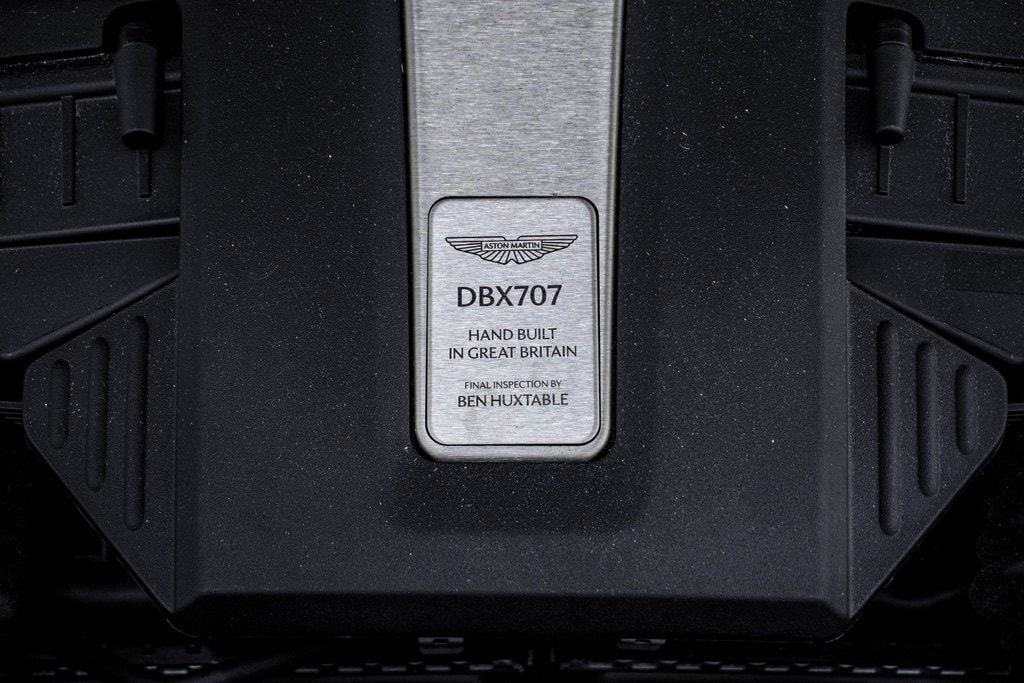 ASTON MARTIN
DBX707
HAND BUILT
IN GREAT BRITAIN
FINAL INSPECTION BY
BEN HUXTABLE